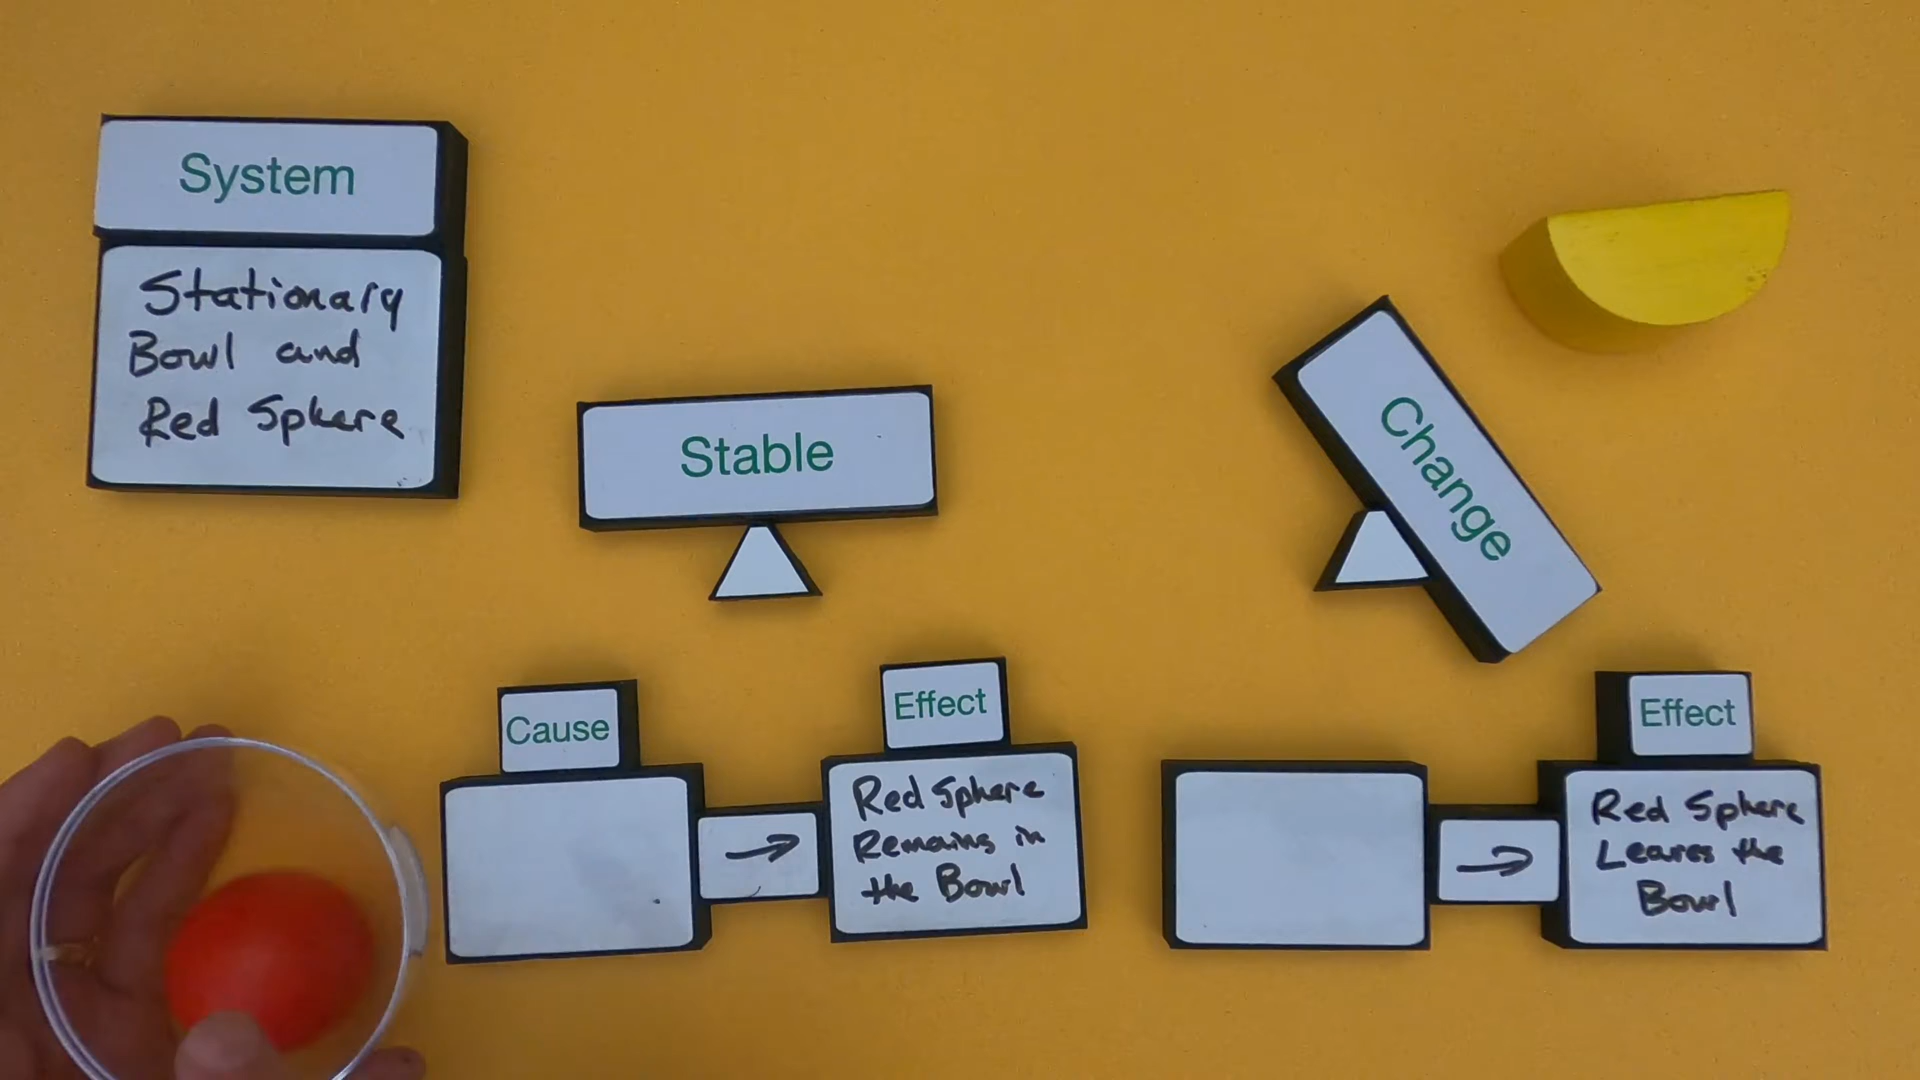 System
Stationary
Bowl and
Red Sphere
Stable
Change
Cause
Effect
Red Sphere
Remains in
the Bowl
→
Effect
Red Sphere
Leaves the
Bowl
→